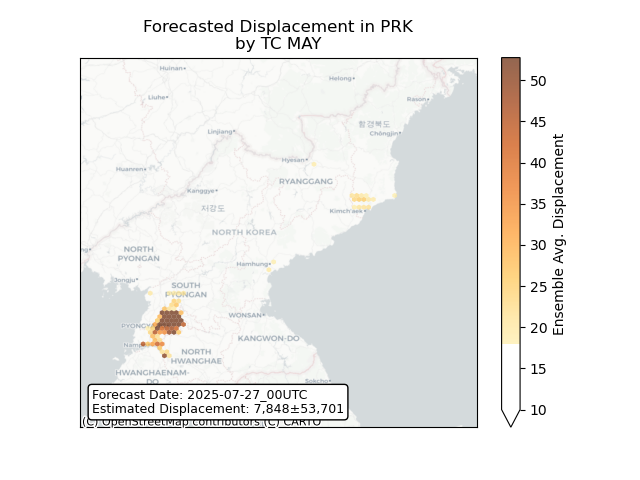 Forecasted Displacement in PRK
by TC MAY
Huinan
Helong
Liuhe
Rason
함경북도
Linjiang
Chŏngjin
Huanren
Hyesan
RYANGGANG
Kanggye
자강도
Kimch'aek
NORTH KOREA
NORTH
PYONGAN
Hamhung
Jongju
SOUTH
PYONGAN
WONSAN
PYONGYA
KANGWON-DO
Nam
NORTH
HWANGHAE
HWANGHAENAM-
DO
Sokcho
Forecast Date: 2025-07-27_00UTC
Estimated Displacement: 7,848±53,701
(C) OpenStreetMap contributors (C) CARTO
50
45
40
35
30
25
20
15
10
Ensemble Avg. Displacement